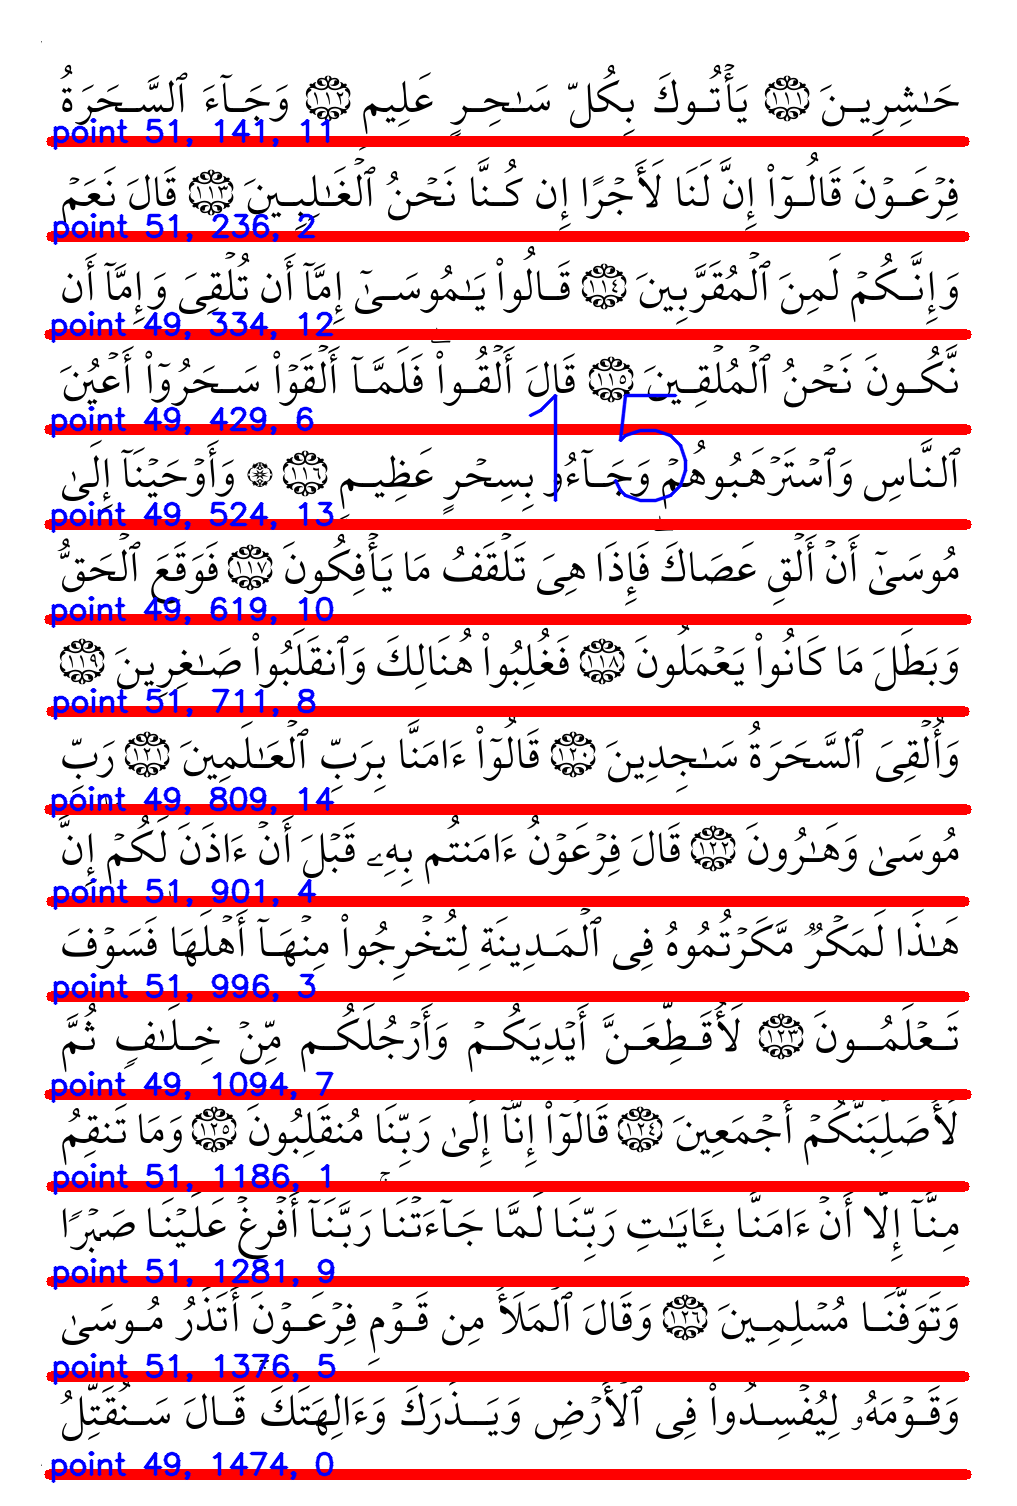 حَـٰشِرِينَ ١١١ يَأۡتُوكَ بِكُلِّ سَـٰحِرٍ عَلِيمٖ ١١٢ وَجَآءَ ٱلسَّحَرَةُ
point 51, 141, 11
فِرۡعَوۡنَ قَالُوٓاْ إِنَّ لَنَا لَأَجۡرًا إِن كُنَّا نَحۡنُ ٱلۡغَٰلِبِينَ ١١٣ قَالَ نَعَمۡ
point 51, 236, 2
وَإِنَّكُمۡ لَمِنَ ٱلۡمُقَرَّبِينَ ١١٤ قَالُواْ يَٰمُوسَىٰٓ إِمَّآ أَن تُلۡقِيَ وَإِمَّآ أَن
point 49, 334, 12
نَّكُونَ نَحۡنُ ٱلۡمُلۡقِينَ ١١٥ قَالَ أَلۡقُواْۖ فَلَمَّآ أَلۡقَوۡاْ سَحَرُوٓاْ أَعۡيُنَ
15
point 49, 429, 6
ٱلنَّاسِ وَٱسۡتَرۡهَبُوهُمۡ وَجَآءُو بِسِحۡرٍ عَظِيمٖ ١١٦ ۞ وَأَوۡحَيۡنَآ إِلَىٰ
point 49, 524, 13
مُوسَىٰٓ أَنۡ أَلۡقِ عَصَاكَۖ فَإِذَا هِيَ تَلۡقَفُ مَا يَأۡفِكُونَ ١١٧ فَوَقَعَ ٱلۡحَقُّ
point 49, 619, 10
وَبَطَلَ مَا كَانُواْ يَعۡمَلُونَ ١١٨ فَغُلِبُواْ هُنَالِكَ وَٱنقَلَبُواْ صَٰغِرِينَ ١١٩
point 51, 711, 8
وَأُلۡقِيَ ٱلسَّحَرَةُ سَٰجِدِينَ ١٢٠ قَالُوٓاْ ءَامَنَّا بِرَبِّ ٱلۡعَٰلَمِينَ ١٢١ رَبِّ
point 49, 809, 14
مُوسَىٰ وَهَٰرُونَ ١٢٢ قَالَ فِرۡعَوۡنُ ءَامَنتُم بِهِۦ قَبۡلَ أَنۡ ءَاذَنَ لَكُمۡۖ إِنَّ
point 51, 901, 4
هَٰذَا لَمَكۡرٞ مَّكَرۡتُمُوهُ فِي ٱلۡمَدِينَةِ لِتُخۡرِجُواْ مِنۡهَآ أَهۡلَهَاۖ فَسَوۡفَ
point 51, 996, 3
تَعۡلَمُونَ ١٢٣ لَأُقَطِّعَنَّ أَيۡدِيَكُمۡ وَأَرۡجُلَكُم مِّنۡ خِلَٰفٖ ثُمَّ
point 49, 1094, 7
لَأُصَلِّبَنَّكُمۡ أَجۡمَعِينَ ١٢٤ قَالُوٓاْ إِنَّآ إِلَىٰ رَبِّنَا مُنقَلِبُونَ ١٢٥ وَمَا تَنقِمُ
point 51, 1186, 1
مِنَّآ إِلَّآ أَنۡ ءَامَنَّا بِـَٔايَٰتِ رَبِّنَا لَمَّا جَآءَتۡنَاۚ رَبَّنَآ أَفۡرِغۡ عَلَيۡنَا صَبۡرٗا
point 51, 1281, 9
وَتَوَفَّنَا مُسۡلِمِينَ ١٢٦ وَقَالَ ٱلۡمَلَأُ مِن قَوۡمِ فِرۡعَوۡنَ أَتَذَرُ مُوسَىٰ
point 51, 1376, 5
وَقَوۡمَهُۥ لِيُفۡسِدُواْ فِي ٱلۡأَرۡضِ وَيَذَرَكَ وَءَالِهَتَكَۚ قَالَ سَنُقَتِّلُ
point 49, 1474, 0